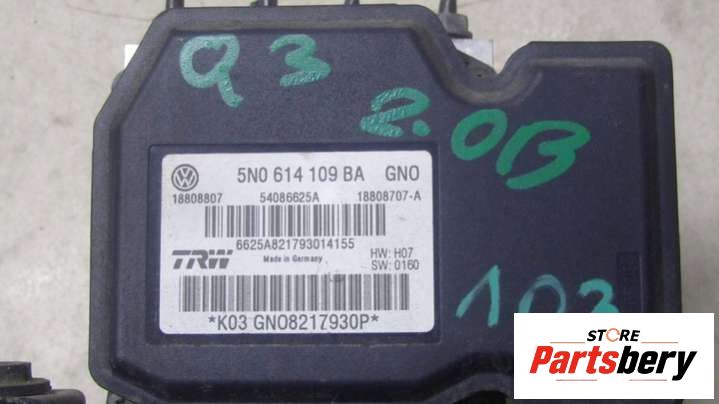 Q 3
2.0B
5N0 614 109 BA GNO
18808807 54086625A 18808707-A
6625A821793014155
TRW Made in Germany HW: H07
SW: 0160
*K03 GNO8217930P*
103
STORE
Partsbery